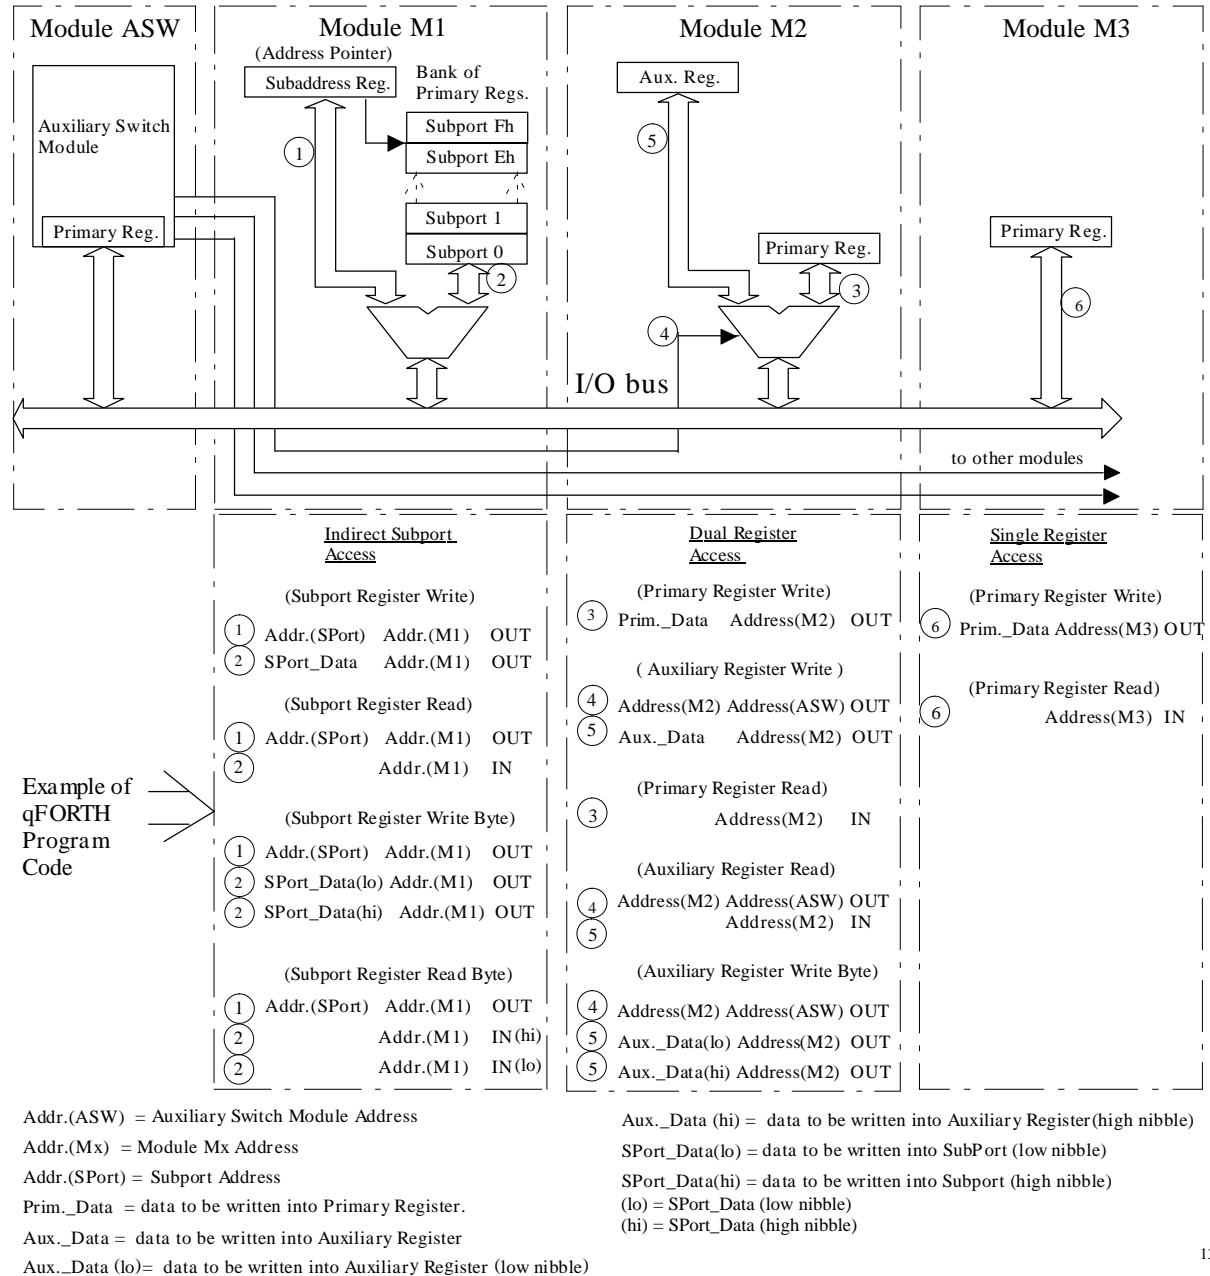 Module ASW
Module M1
Module M2
Module M3
(Address Pointer)
Subaddress Reg.
Bank of
Primary Regs.
Subport Fh
Subport Eh
Subport 1
Subport 0
Auxiliary Switch
Module
Primary Reg.
Aux. Reg.
Primary Reg.
Primary Reg.
1
2
5
3
4
6
I/O bus
to other modules
Indirect Subport
Access
(Subport Register Write)
1 Addr.(SPort) Addr.(M1) OUT
2 SPort_Data Addr.(M1) OUT
(Subport Register Read)
1 Addr.(SPort) Addr.(M1) OUT
2 Addr.(M1) IN
(Subport Register Write Byte)
1 Addr.(SPort) Addr.(M1) OUT
2 SPort_Data(lo) Addr.(M1) OUT
2 SPort_Data(hi) Addr.(M1) OUT
(Subport Register Read Byte)
1 Addr.(SPort) Addr.(M1) OUT
2 Addr.(M1) IN(hi)
2 Addr.(M1) IN(lo)
Example of
qFORTH
Program
Code
Dual Register
Access
(Primary Register Write)
3 Prim._Data Address(M2) OUT
( Auxiliary Register Write )
4 Address(M2) Address(ASW) OUT
5 Aux._Data Address(M2) OUT
(Primary Register Read)
3 Address(M2) IN
(Auxiliary Register Read)
4 Address(M2) Address(ASW) OUT
5 Address(M2) IN
(Auxiliary Register Write Byte)
4 Address(M2) Address(ASW) OUT
5 Aux._Data(lo) Address(M2) OUT
5 Aux._Data(hi) Address(M2) OUT
Single Register
Access
(Primary Register Write)
6 Prim._Data Address(M3) OUT
(Primary Register Read)
6 Address(M3) IN
Addr.(ASW) = Auxiliary Switch Module Address
Addr.(Mx) = Module Mx Address
Addr.(SPort) = Subport Address
Prim._Data = data to be written into Primary Register.
Aux._Data = data to be written into Auxiliary Register
Aux._Data (lo)= data to be written into Auxiliary Register (low nibble)
Aux._Data (hi) = data to be written into Auxiliary Register(high nibble)
SPort_Data(lo) = data to be written into SubPort (low nibble)
SPort_Data(hi) = data to be written into Subport (high nibble)
(lo) = SPort_Data (low nibble)
(hi) = SPort_Data (high nibble)